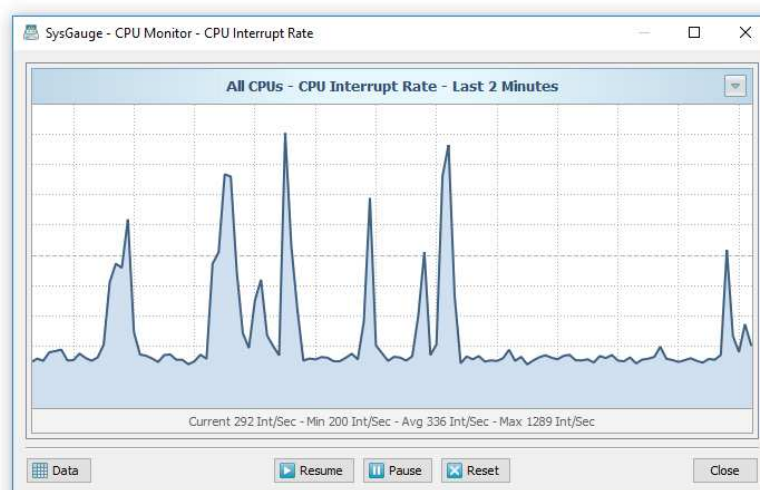 SysGauge - CPU Monitor - CPU Interrupt Rate
All CPUs - CPU Interrupt Rate - Last 2 Minutes
Current 292 Int/Sec - Min 200 Int/Sec - Avg 336 Int/Sec - Max 1289 Int/Sec
Data Resume Pause Reset Close